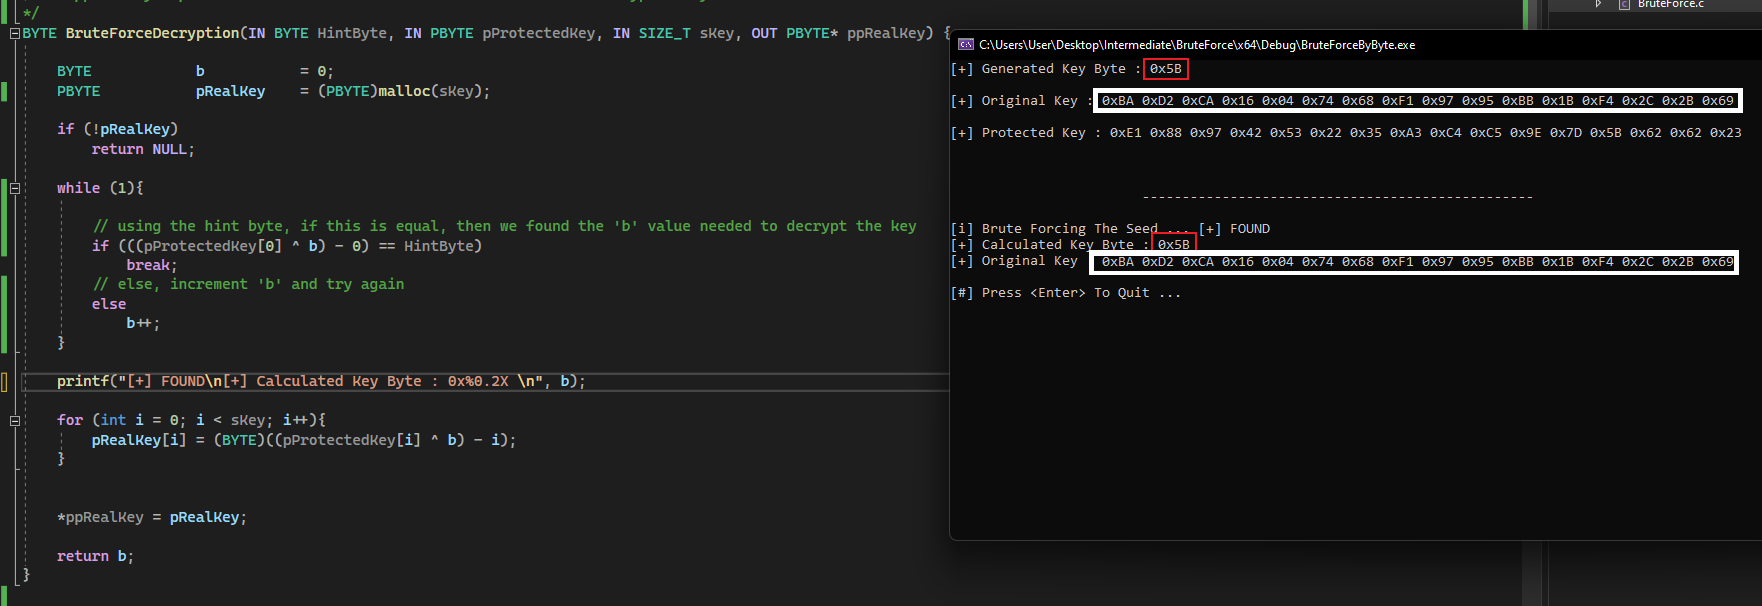 */
BYTE BruteForceDecryption(IN BYTE HintByte, IN PBYTE pProtectedKey, IN SIZE_T sKey, OUT PBYTE* ppRealKey) {
BYTE b = 0;
PBYTE pRealKey = (PBYTE)malloc(sKey);
if (!pRealKey)
return NULL;
while (1){
// using the hint byte, if this is equal, then we found the 'b' value needed to decrypt the key
if (((pProtectedKey[0] ^ b) - 0) == HintByte)
break;
// else, increment 'b' and try again
else
b++;
}
printf("[+] FOUND\n[+] Calculated Key Byte : 0x%0.2X \n", b);
for (int i = 0; i < sKey; i++){
pRealKey[i] = (BYTE)((pProtectedKey[i] ^ b) - i);
}
*ppRealKey = pRealKey;
return b;
}
BruteForce.c
C:\Users\User\Desktop\Intermediate\BruteForce\x64\Debug\BruteForceByByte.exe
[+] Generated Key Byte : 0x5B
[+] Original Key : 0xBA 0xD2 0xCA 0x16 0x04 0x74 0x68 0xF1 0x97 0x95 0xBB 0x1B 0xF4 0x2C 0x2B 0x69
[+] Protected Key : 0xE1 0x88 0x97 0x42 0x53 0x22 0x35 0xA3 0xC4 0xC5 0x9E 0x7D 0x5B 0x62 0x62 0x23
-------------------------------------------------
[i] Brute Forcing The Seed ... [+] FOUND
[+] Calculated Key Byte : 0x5B
[+] Original Key 0xBA 0xD2 0xCA 0x16 0x04 0x74 0x68 0xF1 0x97 0x95 0xBB 0x1B 0xF4 0x2C 0x2B 0x69
[#] Press <Enter> To Quit ...